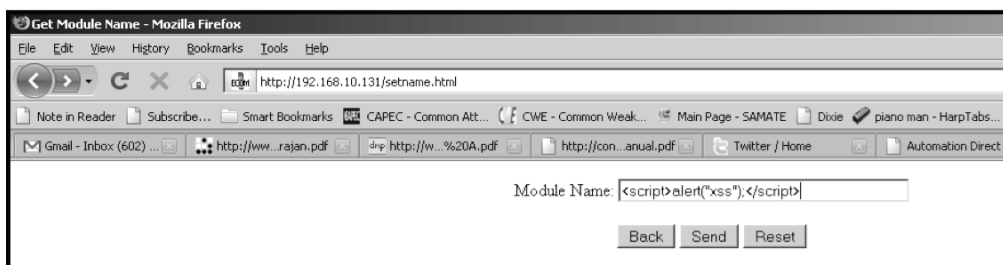 Get Module Name - Mozilla Firefox
File Edit View History Bookmarks Tools Help
http://192.168.10.131/setname.html
Note in Reader Subscribe... Smart Bookmarks CAPEC - Common Att... CWE - Common Weak... Main Page - SAMATE Dixie piano man - HarpTabs...
Gmail - Inbox (602) ... http://ww...rajan.pdf http://w...%20A.pdf http://con...anual.pdf Twitter / Home Automation Direct
Module Name: <script>alert("xss");</script>
Back Send Reset